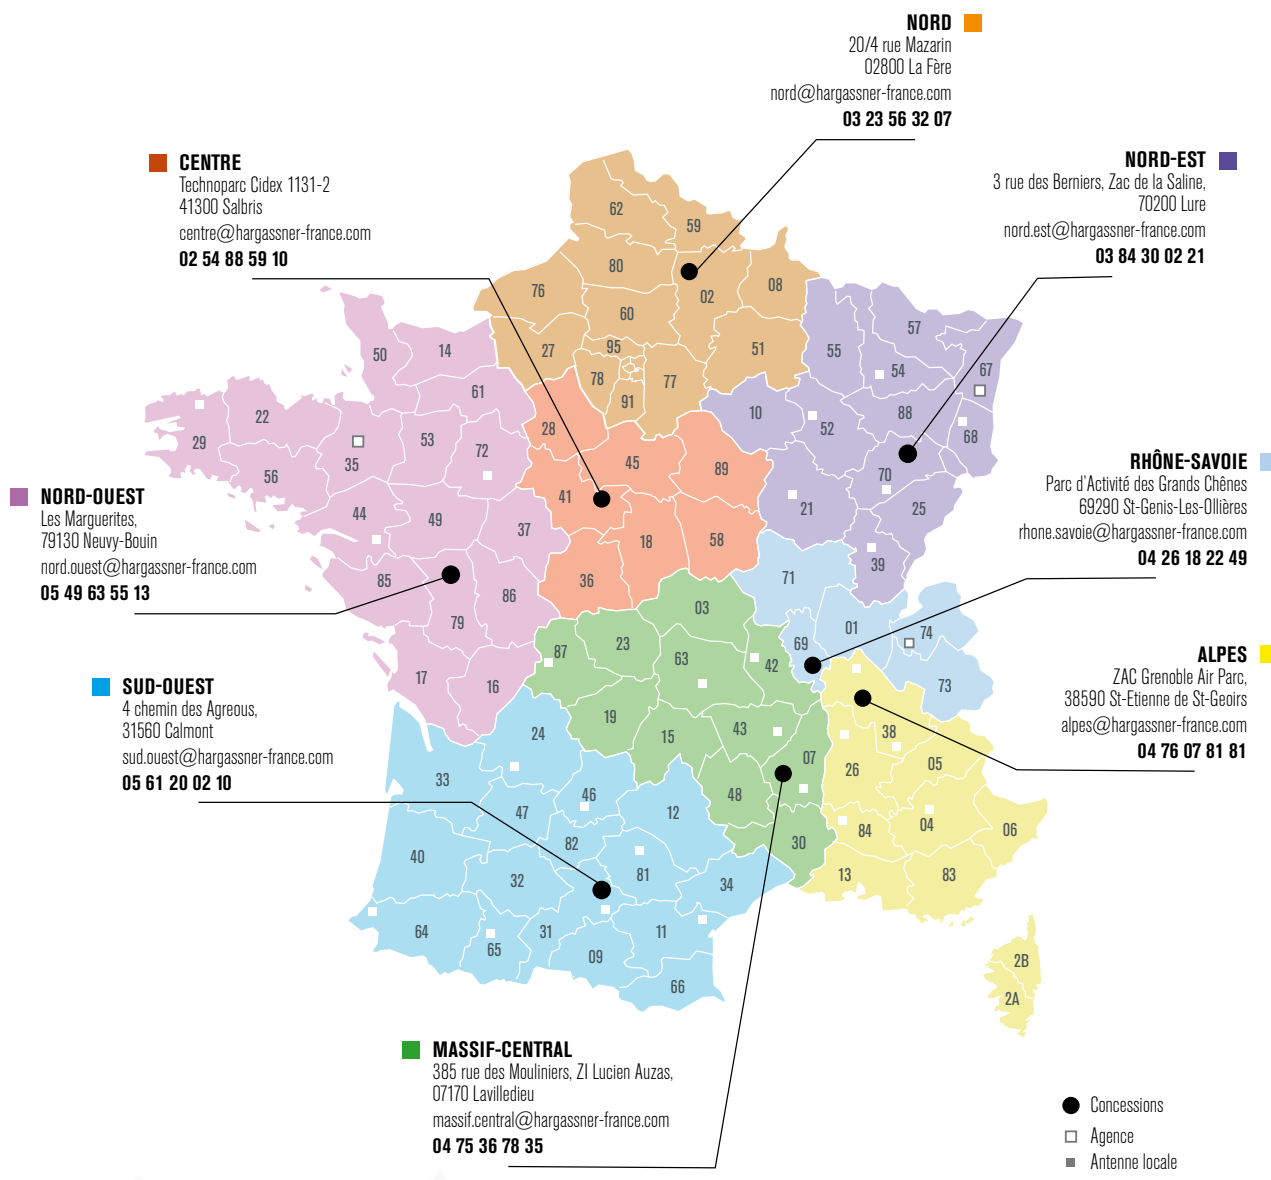 NORD
20/4 rue Mazarin
02800 La Fère
nord@hargassner-france.com
03 23 56 32 07
CENTRE
Technoparc Cidex 1131-2
41300 Salbris
centre@hargassner-france.com
02 54 88 59 10
NORD-EST
3 rue des Berniers, Zac de la Saline,
70200 Lure
nord.est@hargassner-france.com
03 84 30 02 21
RHÔNE-SAVOIE
Parc d'Activité des Grands Chênes
69290 St-Genis-Les-Ollières
rhone.savoie@hargassner-france.com
04 26 18 22 49
NORD-OUEST
Les Marguerites,
79130 Neuvy-Bouin
nord.ouest@hargassner-france.com
05 49 63 55 13
ALPES
ZAC Grenoble Air Parc,
38590 St-Etienne de St-Geoirs
alpes@hargassner-france.com
04 76 07 81 81
SUD-OUEST
4 chemin des Agreous,
31560 Calmont
sud.ouest@hargassner-france.com
05 61 20 02 10
MASSIF-CENTRAL
385 rue des Mouliniers, ZI Lucien Auzas,
07170 Lavilledieu
massif.central@hargassner-france.com
04 75 36 78 35
62
59
80
76
02
08
60
27
95
78
77
91
51
55
57
54
67
10
52
88
68
70
21
25
39
50
14
61
22
29
56
35
53
72
44
49
37
85
86
79
17
16
28
45
89
41
18
58
36
71
01
74
69
73
03
23
87
63
42
19
15
43
07
48
30
38
26
05
84
04
06
13
83
2B
2A
24
33
46
47
12
82
40
32
81
34
64
65
31
09
11
66
Concessions
Agence
Antenne locale